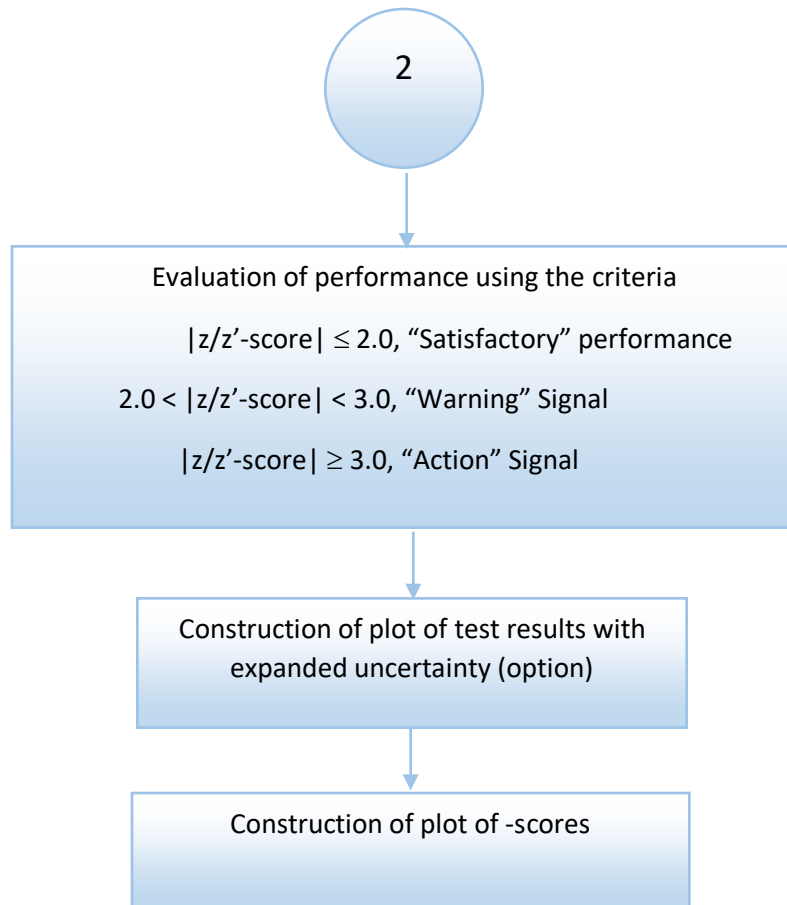 2
Evaluation of performance using the criteria
|z/z’-score| ≤ 2.0, “Satisfactory” performance
2.0 < |z/z’-score| < 3.0, “Warning” Signal
|z/z’-score| ≥ 3.0, “Action” Signal
Construction of plot of test results with
expanded uncertainty (option)
Construction of plot of -scores